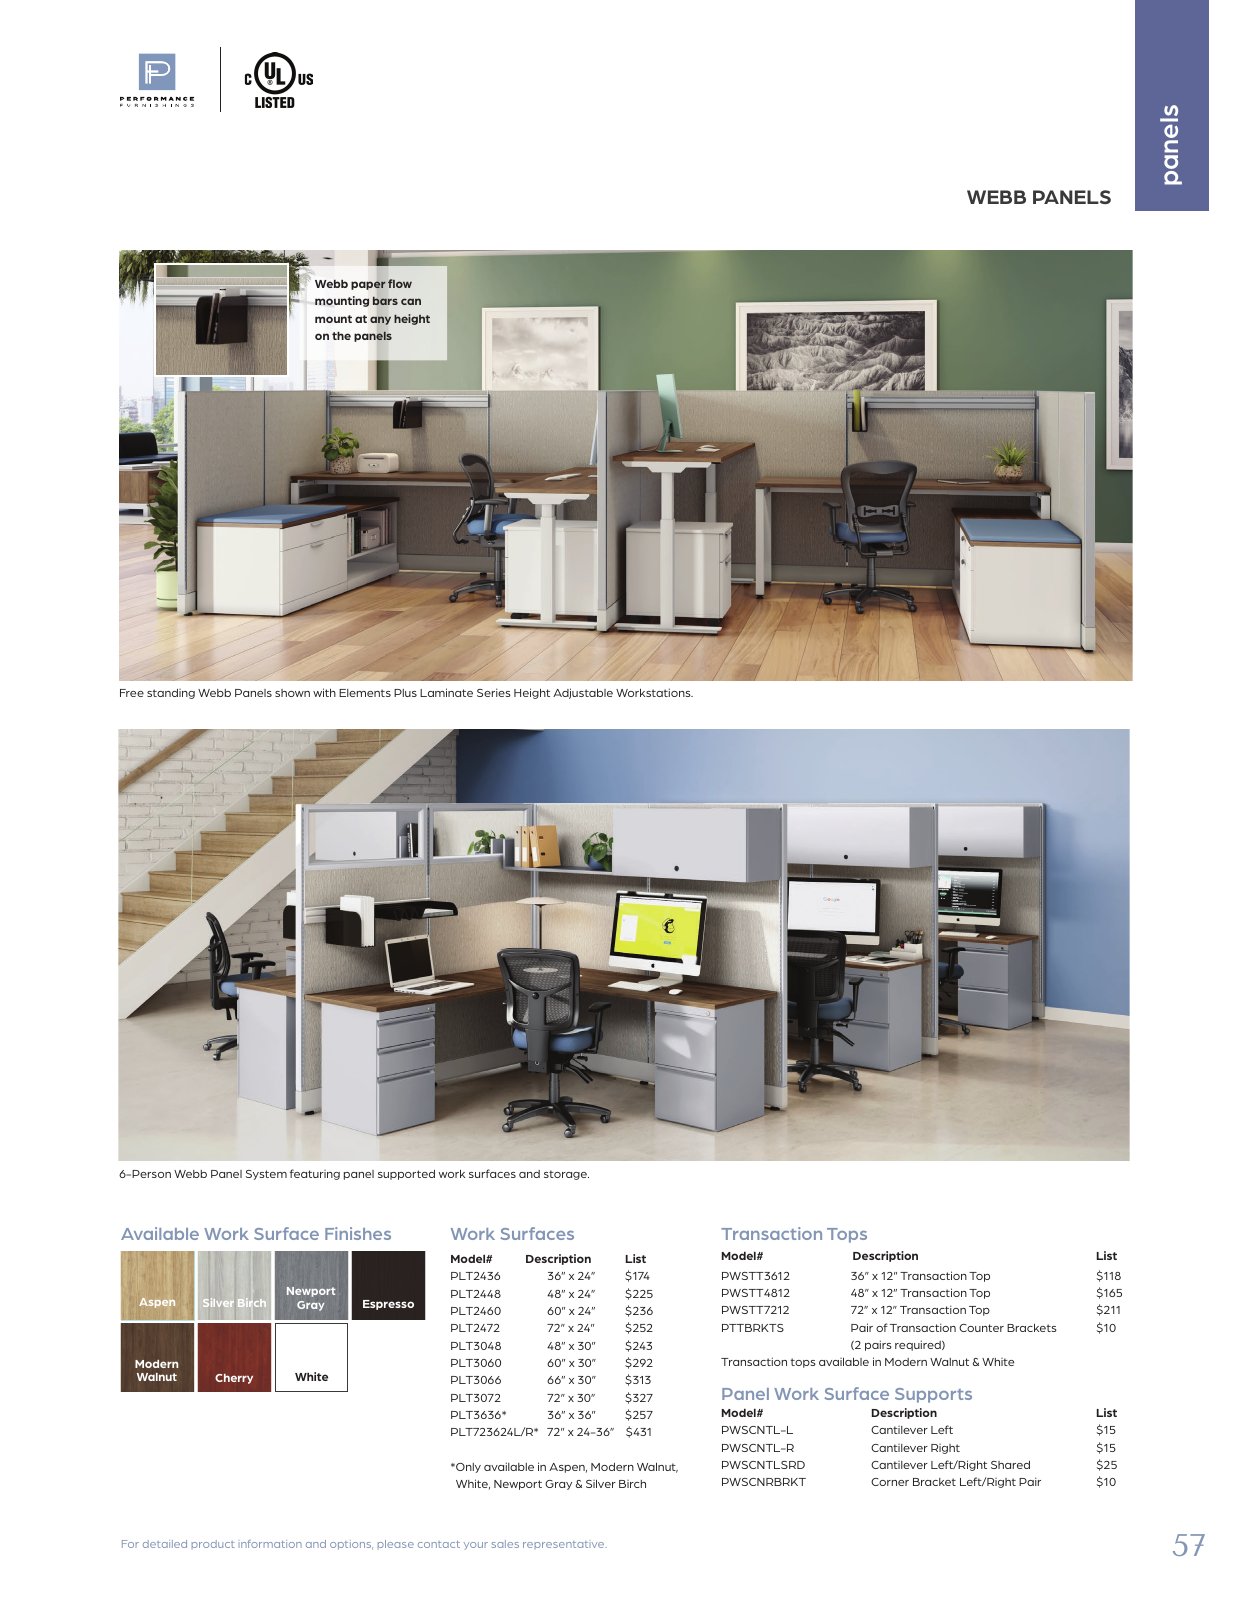 PERFORMANCE
FURNISHINGS
C UL US
®
LISTED
panels
WEBB PANELS
Webb paper flow
mounting bars can
mount at any height
on the panels
Free standing Webb Panels shown with Elements Plus Laminate Series Height Adjustable Workstations.
Google
6-Person Webb Panel System featuring panel supported work surfaces and storage.
Available Work Surface Finishes
Aspen
Silver Birch
Newport
Gray
Espresso
Modern
Walnut
Cherry
White
Work Surfaces
Model# Description List
PLT2436 36” x 24” $174
PLT2448 48” x 24” $225
PLT2460 60” x 24” $236
PLT2472 72” x 24” $252
PLT3048 48” x 30” $243
PLT3060 60” x 30” $292
PLT3066 66” x 30” $313
PLT3072 72” x 30” $327
PLT3636* 36” x 36” $257
PLT723624L/R* 72” x 24-36” $431
*Only available in Aspen, Modern Walnut,
White, Newport Gray & Silver Birch
Transaction Tops
Model# Description List
PWSTT3612 36” x 12” Transaction Top $118
PWSTT4812 48” x 12” Transaction Top $165
PWSTT7212 72” x 12” Transaction Top $211
PTTBRKTS Pair of Transaction Counter Brackets $10
(2 pairs required)
Transaction tops available in Modern Walnut & White
Panel Work Surface Supports
Model# Description List
PWSCNTL-L Cantilever Left $15
PWSCNTL-R Cantilever Right $15
PWSCNTLSRD Cantilever Left/Right Shared $25
PWSCNRBRKT Corner Bracket Left/Right Pair $10
For detailed product information and options, please contact your sales representative.
57